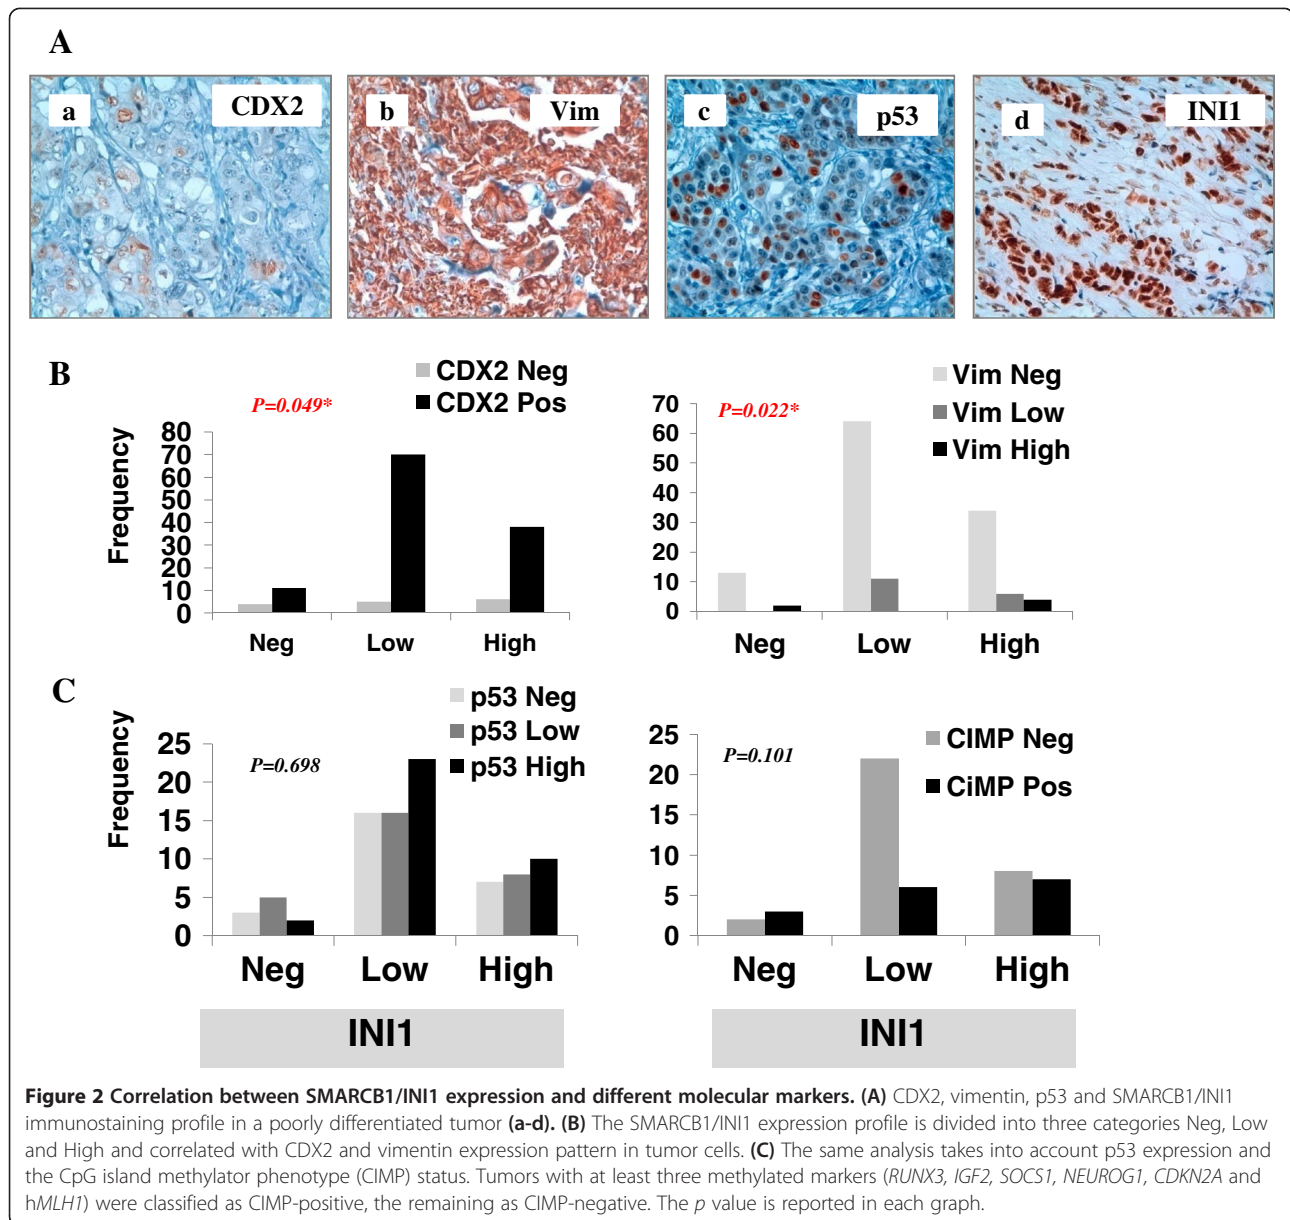 A
a
CDX2
b
Vim
c
p53
d
INI1
B
CDX2 Neg
CDX2 Pos
P=0.049*
Frequency
80
70
60
50
40
30
20
10
0
Neg Low High
Vim Neg
Vim Low
Vim High
P=0.022*
70
60
50
40
30
20
10
0
Neg Low High
C
p53 Neg
p53 Low
p53 High
P=0.698
Frequency
25
20
15
10
5
0
Neg Low High
INI1
CIMP Neg
CiMP Pos
P=0.101
25
20
15
10
5
0
Neg Low High
INI1
Figure 2 Correlation between SMARCB1/INI1 expression and different molecular markers. (A) CDX2, vimentin, p53 and SMARCB1/INI1
immunostaining profile in a poorly differentiated tumor (a-d). (B) The SMARCB1/INI1 expression profile is divided into three categories Neg, Low
and High and correlated with CDX2 and vimentin expression pattern in tumor cells. (C) The same analysis takes into account p53 expression and
the CpG island methylator phenotype (CIMP) status. Tumors with at least three methylated markers (RUNX3, IGF2, SOCS1, NEUROG1, CDKN2A and
hMLH1) were classified as CIMP-positive, the remaining as CIMP-negative. The p value is reported in each graph.